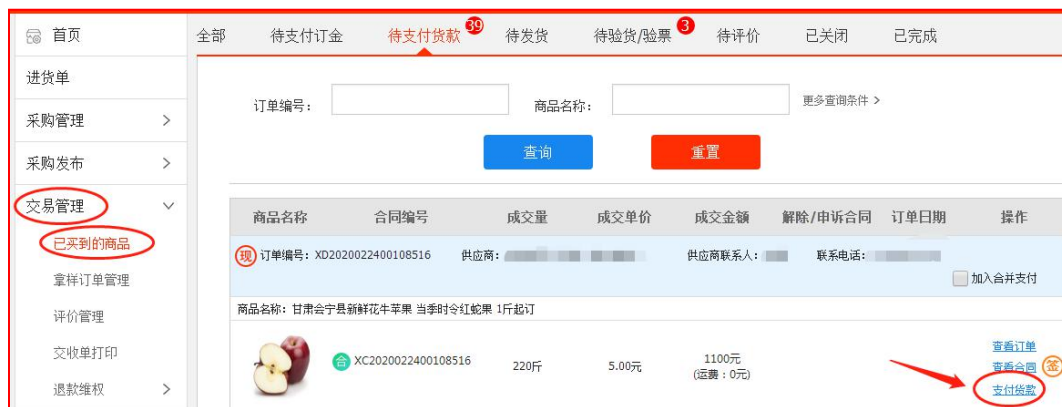 首页
全部 待支付订金 待支付货款 39 待发货 待验货/验票 3 待评价 已关闭 已完成
进货单
订单编号： 商品名称： 更多查询条件 >
采购管理
采购发布
查询 重置
交易管理
商品名称 合同编号 成交量 成交单价 成交金额 解除/申诉合同 订单日期 操作
已买到的商品
现 订单编号：XD2020022400108516 供应商： 供应商联系人： 联系电话：
加入合并支付
拿样订单管理
商品名称：甘肃会宁县新鲜花牛苹果 当季时令红蛇果 1斤起订
评价管理
交收单打印
合 XC2020022400108516 220斤 5.00元 1100元
(运费：0元)
查看订单
查看合同 签
支付货款
退款维权